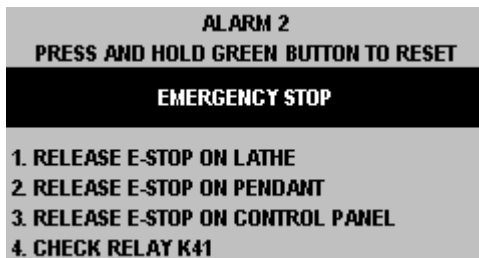 ALARM 2
PRESS AND HOLD GREEN BUTTON TO RESET
EMERGENCY STOP
1. RELEASE E-STOP ON LATHE
2. RELEASE E-STOP ON PENDANT
3. RELEASE E-STOP ON CONTROL PANEL
4. CHECK RELAY K41